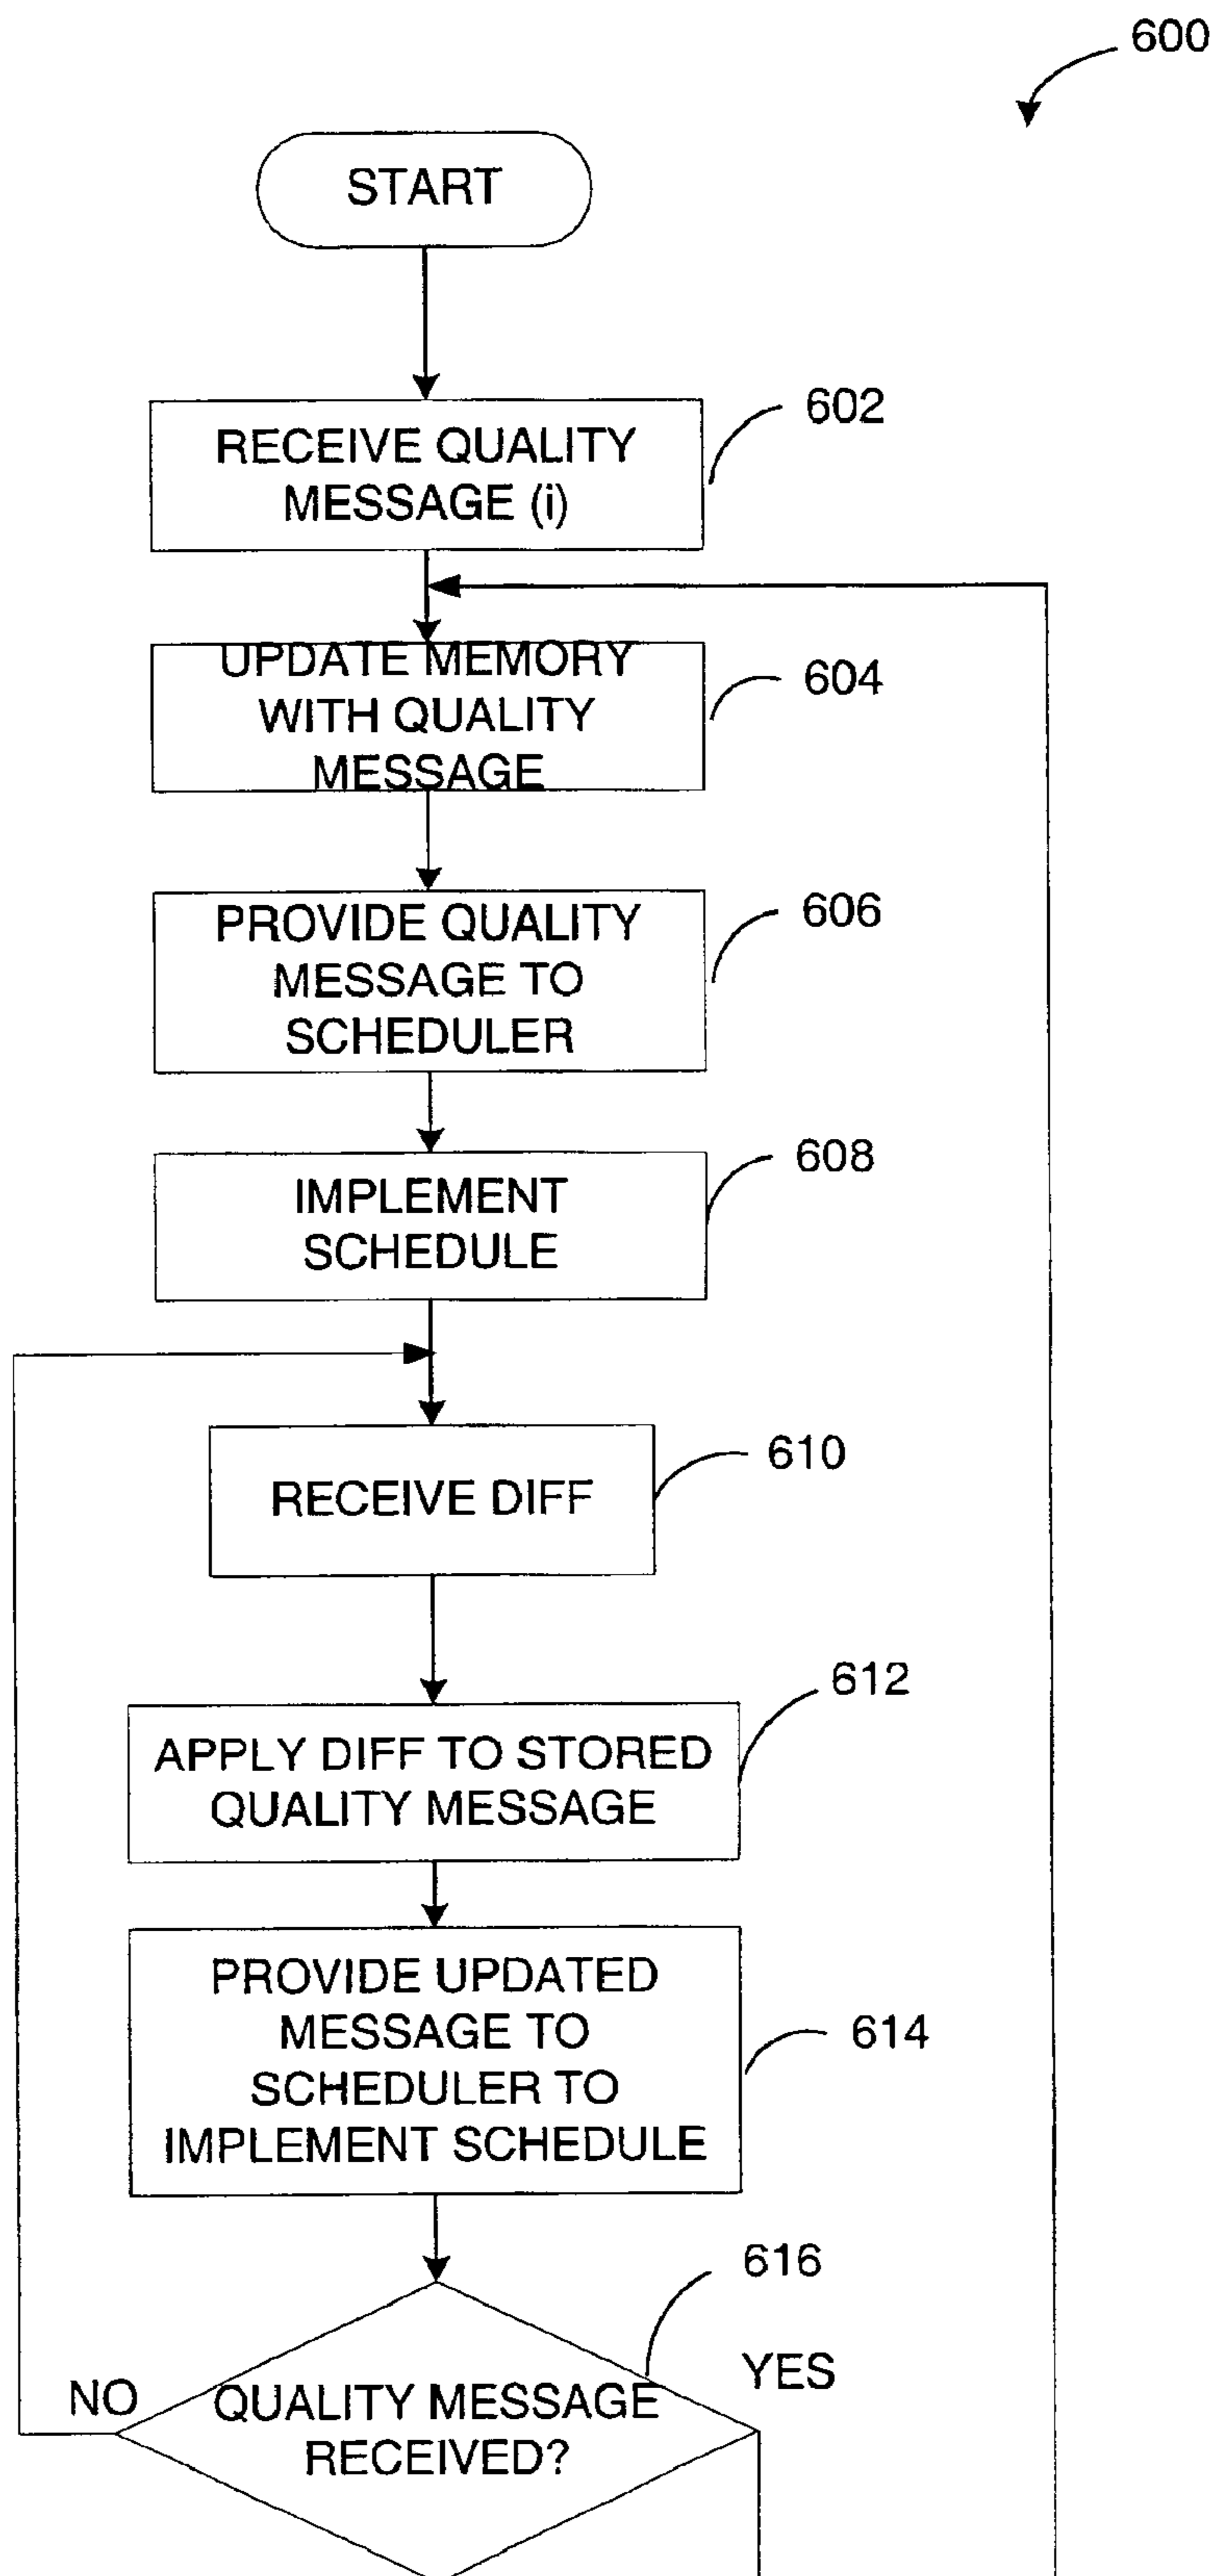 600
START
602
RECEIVE QUALITY
MESSAGE (i)
604
UPDATE MEMORY
WITH QUALITY
MESSAGE
606
PROVIDE QUALITY
MESSAGE TO
SCHEDULER
608
IMPLEMENT
SCHEDULE
610
RECEIVE DIFF
612
APPLY DIFF TO STORED
QUALITY MESSAGE
614
PROVIDE UPDATED
MESSAGE TO
SCHEDULER TO
IMPLEMENT SCHEDULE
616
NO
YES
QUALITY MESSAGE
RECEIVED?